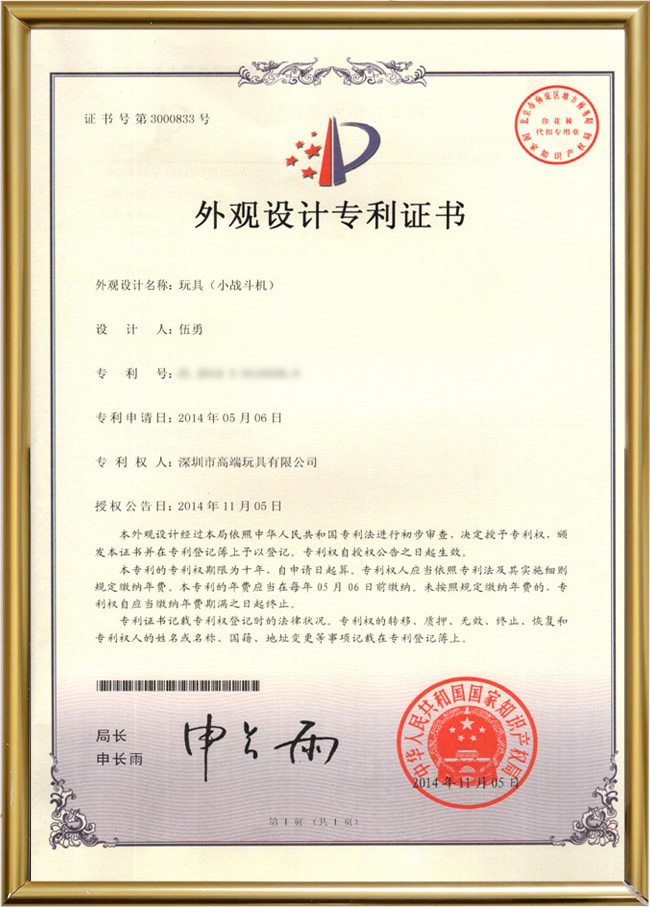 证书号第3000833号
印花税
代扣专用章
国家知识产权局
外观设计专利证书
外观设计名称：玩具（小战斗机）
设计人：伍勇
专利号：
专利申请日：2014年05月06日
专利权人：深圳市高端玩具有限公司
授权公告日：2014年11月05日
本外观设计经过本局依照中华人民共和国专利法进行初步审查，决定授予专利权，颁
发本证书并在专利登记簿上予以登记。专利权自授权公告之日起生效。
本专利的专利权期限为十年，自申请日起算。专利权人应当依照专利法及其实施细则
规定缴纳年费。本专利的年费应当在每年05月06日前缴纳。未按照规定缴纳年费的，专
利权自应当缴纳年费期满之日起终止。
专利证书记载专利权登记时的法律状况。专利权的转移、质押、无效、终止、恢复和
专利权人的姓名或名称、国籍、地址变更等事项记载在专利登记簿上。
局长
申长雨
申长雨
中华人民共和国国家知识产权局
2014年11月05日
第1页（共1页）